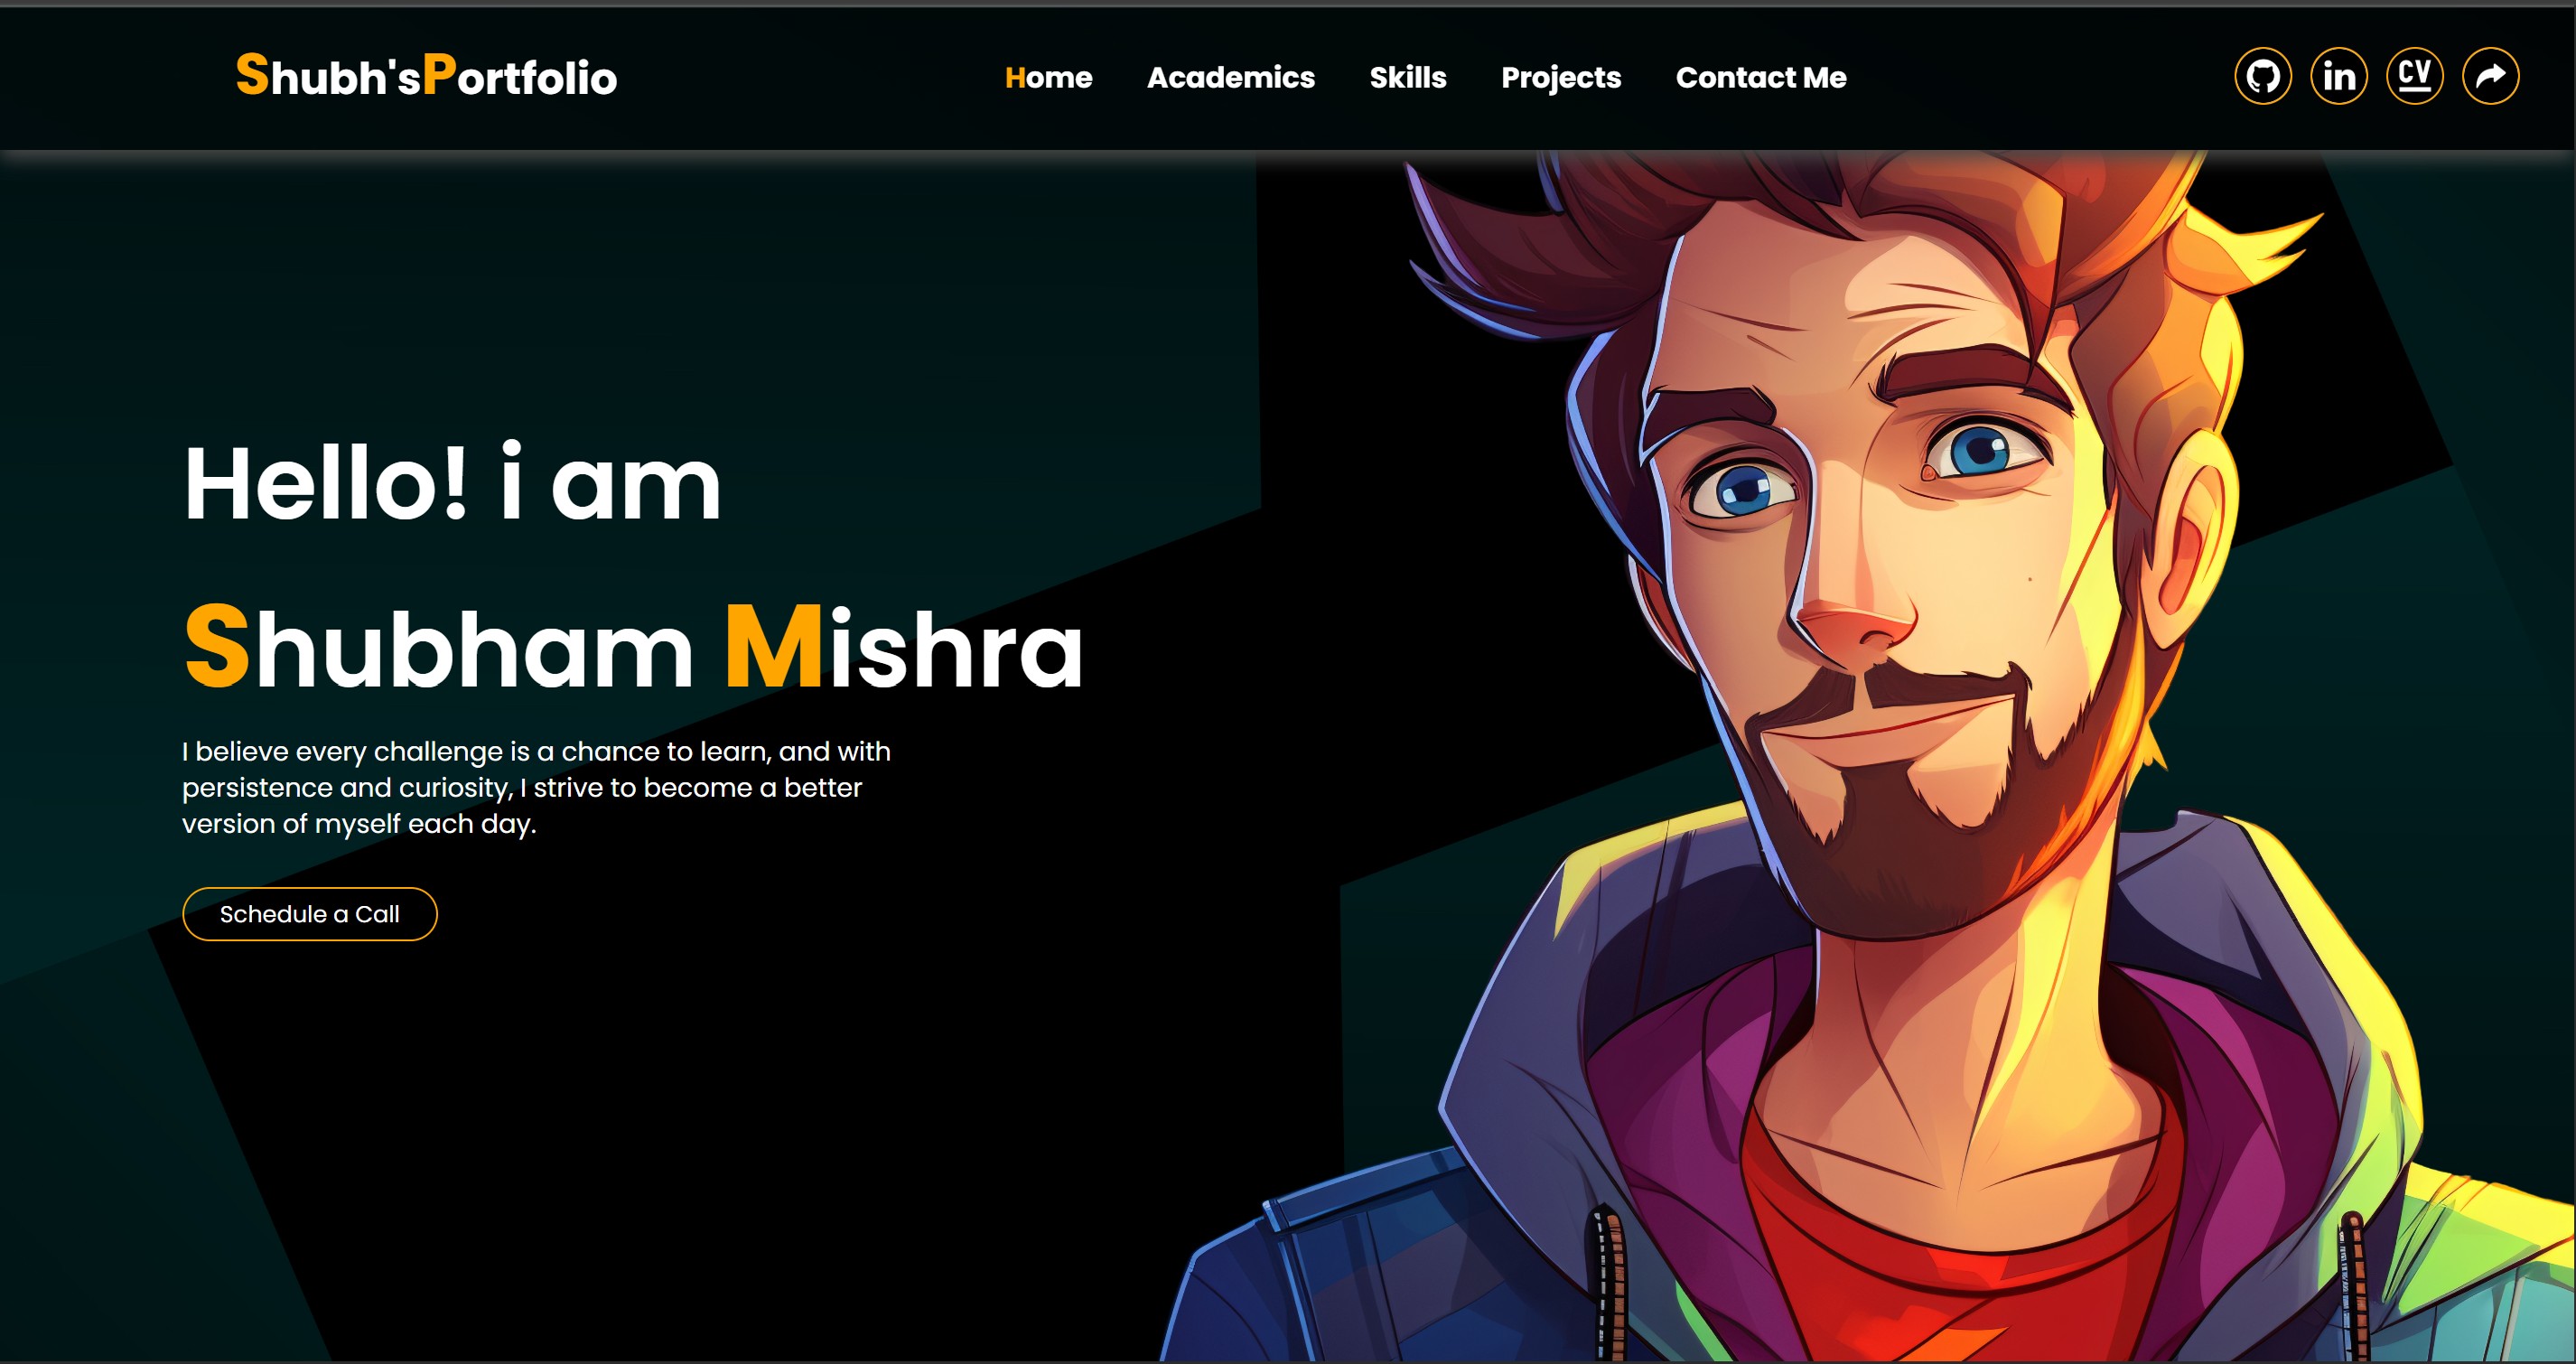 Shubh'sPortfolio
Home Academics Skills Projects Contact Me
in CV
Hello! i am
Shubham Mishra
I believe every challenge is a chance to learn, and with
persistence and curiosity, I strive to become a better
version of myself each day.
Schedule a Call